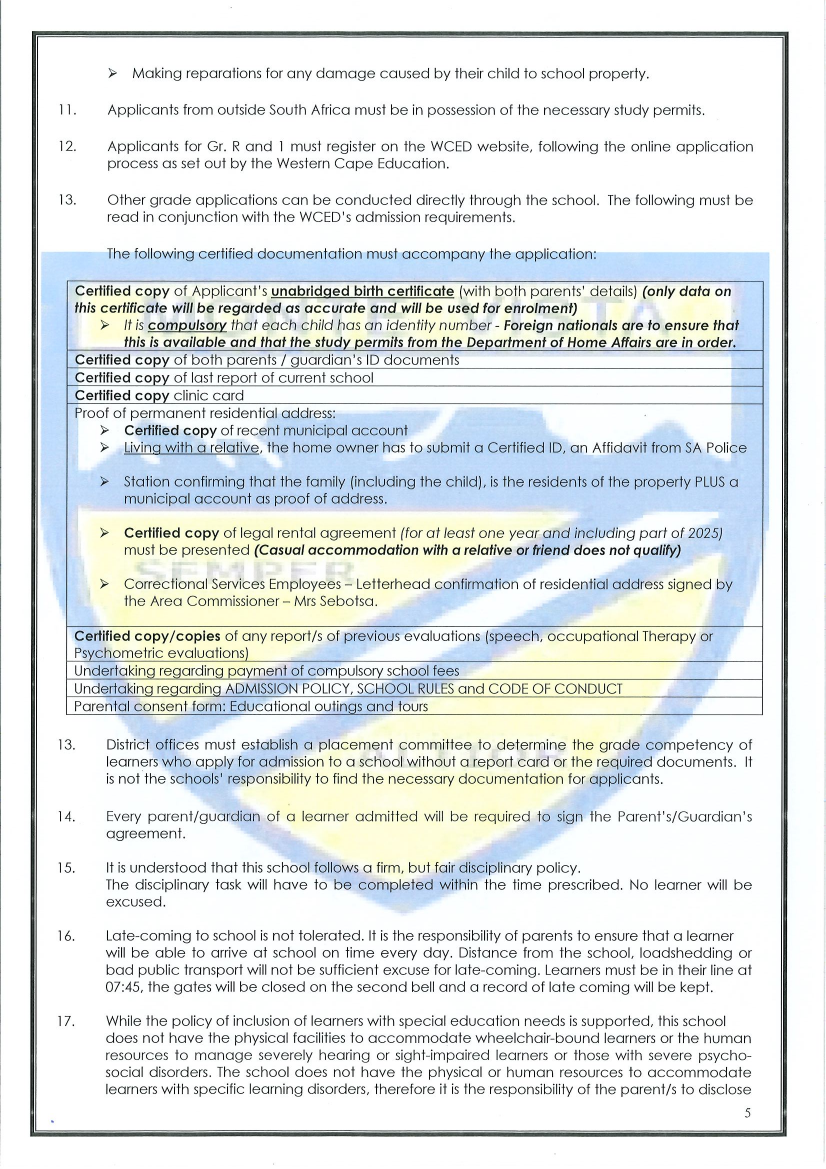 ➢ Making reparations for any damage caused by their child to school property.
11. Applicants from outside South Africa must be in possession of the necessary study permits.
12. Applicants for Gr. R and 1 must register on the WCED website, following the online application
process as set out by the Western Cape Education.
13. Other grade applications can be conducted directly through the school. The following must be
read in conjunction with the WCED's admission requirements.
The following certified documentation must accompany the application:
Certified copy of Applicant's unabridged birth certificate (with both parents' details) (only data on
this certificate will be regarded as accurate and will be used for enrolment)
➢ It is compulsory that each child has an identity number - Foreign nationals are to ensure that
this is available and that the study permits from the Department of Home Affairs are in order.
Certified copy of both parents / guardian's ID documents
Certified copy of last report of current school
Certified copy clinic card
Proof of permanent residential address:
➢ Certified copy of recent municipal account
➢ Living with a relative, the home owner has to submit a Certified ID, an Affidavit from SA Police
➢ Station confirming that the family (including the child), is the residents of the property PLUS a
municipal account as proof of address.
➢ Certified copy of legal rental agreement (for at least one year and including part of 2025)
must be presented (Casual accommodation with a relative or friend does not qualify)
SEMPER
➢ Correctional Services Employees – Letterhead confirmation of residential address signed by
the Area Commissioner – Mrs Sebotsa.
Certified copy/copies of any report/s of previous evaluations (speech, occupational Therapy or
Psychometric evaluations)
Undertaking regarding payment of compulsory school fees
Undertaking regarding ADMISSION POLICY, SCHOOL RULES and CODE OF CONDUCT
Parental consent form: Educational outings and tours
13. District offices must establish a placement committee to determine the grade competency of
learners who apply for admission to a school without a report card or the required documents. It
is not the schools' responsibility to find the necessary documentation for applicants.
14. Every parent/guardian of a learner admitted will be required to sign the Parent's/Guardian's
agreement.
15. It is understood that this school follows a firm, but fair disciplinary policy.
The disciplinary task will have to be completed within the time prescribed. No learner will be
excused.
16. Late-coming to school is not tolerated. It is the responsibility of parents to ensure that a learner
will be able to arrive at school on time every day. Distance from the school, loadshedding or
bad public transport will not be sufficient excuse for late-coming. Learners must be in their line at
07:45, the gates will be closed on the second bell and a record of late coming will be kept.
17. While the policy of inclusion of learners with special education needs is supported, this school
does not have the physical facilities to accommodate wheelchair-bound learners or the human
resources to manage severely hearing or sight-impaired learners or those with severe psycho-
social disorders. The school does not have the physical or human resources to accommodate
learners with specific learning disorders, therefore it is the responsibility of the parent/s to disclose
5